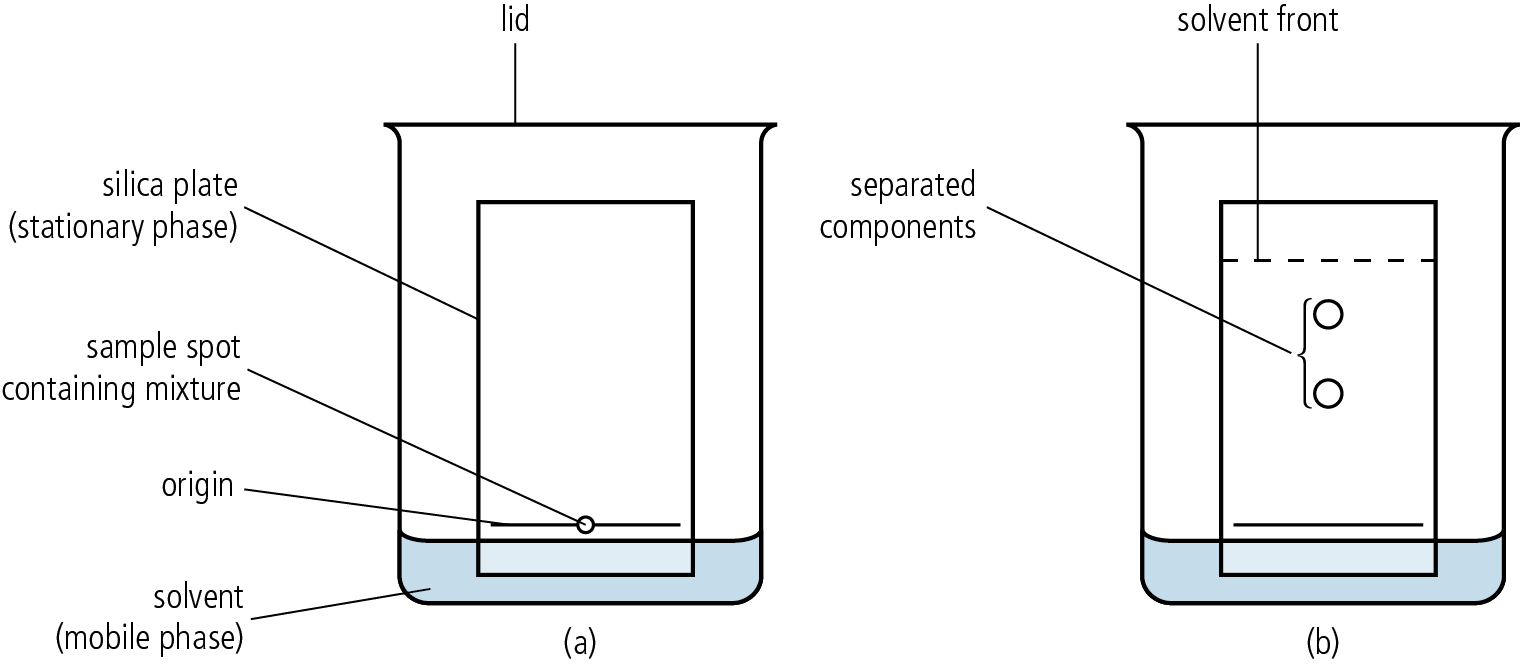 lid
silica plate
(stationary phase)
sample spot
containing mixture
origin
solvent
(mobile phase)
(a)
solvent front
separated
components
(b)